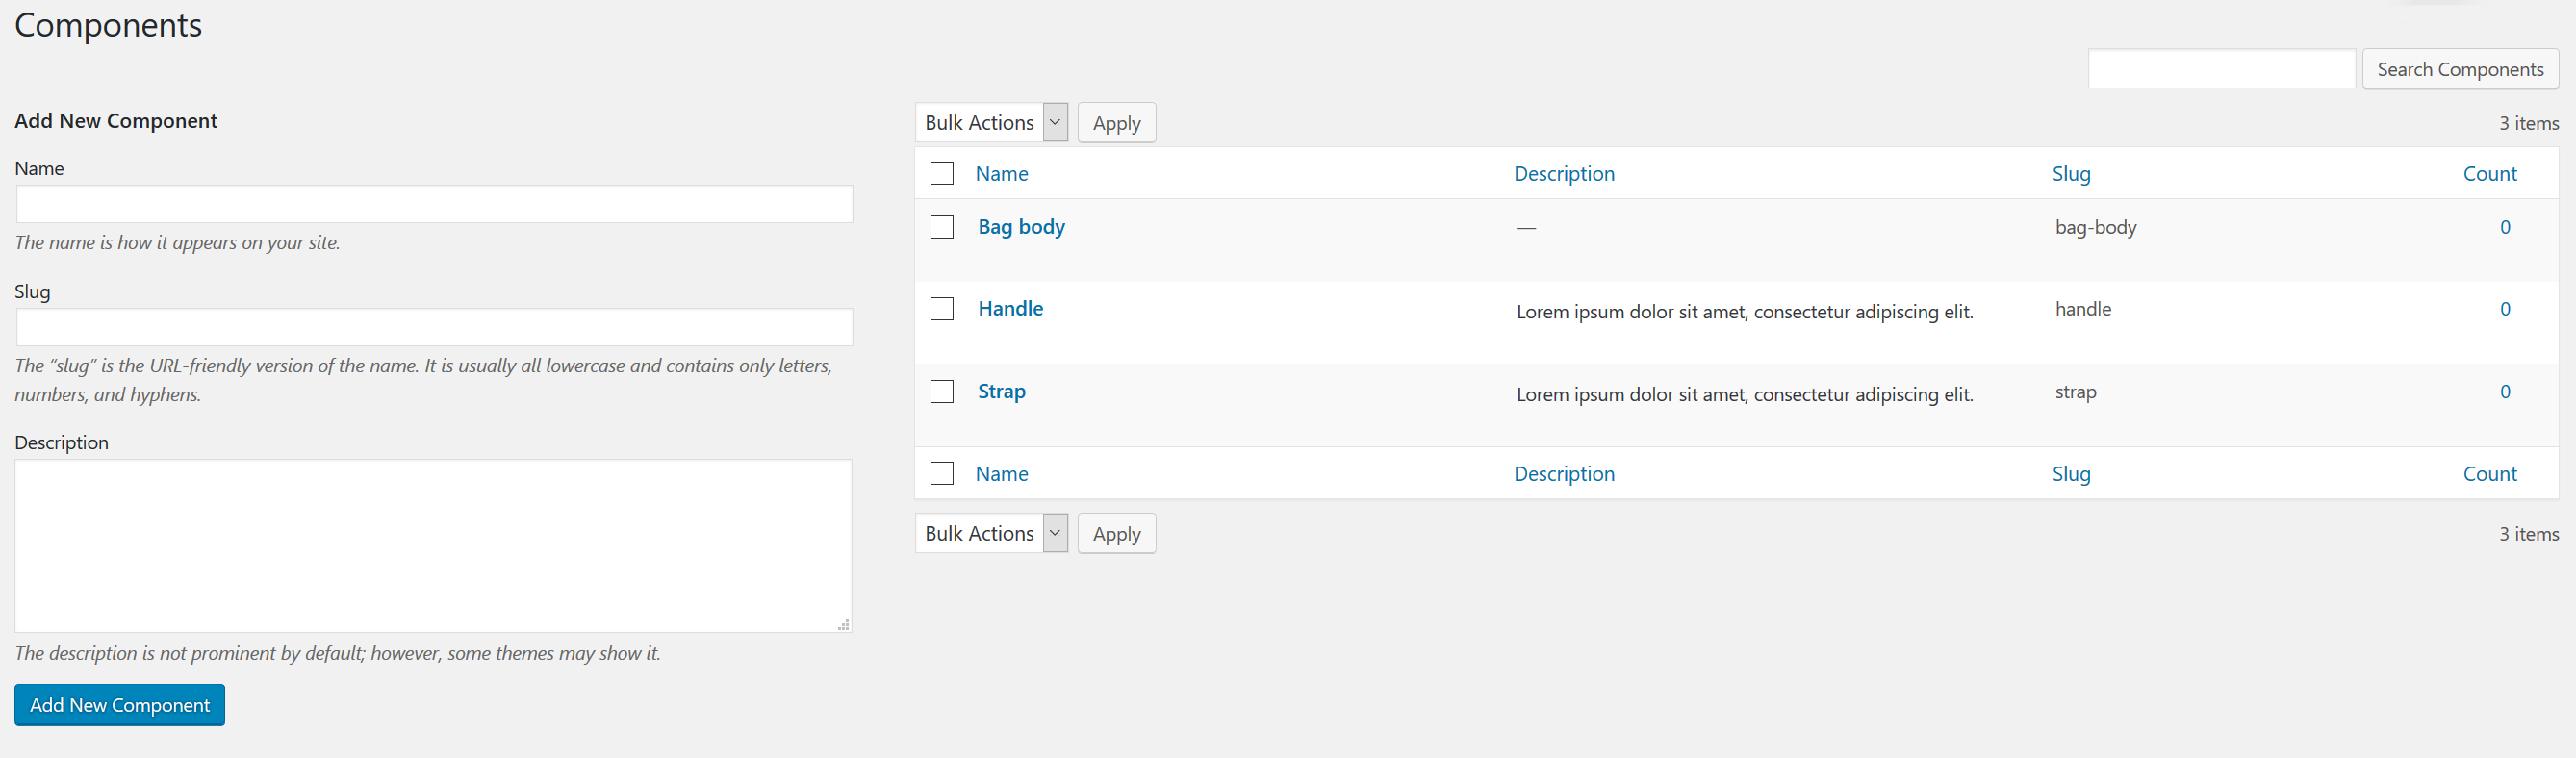 Components
Search Components
Add New Component
Name
The name is how it appears on your site.
Slug
The “slug” is the URL-friendly version of the name. It is usually all lowercase and contains only letters,
numbers, and hyphens.
Description
The description is not prominent by default; however, some themes may show it.
Add New Component
Bulk Actions Apply 3 items
Name Description Slug Count
Bag body — bag-body 0
Handle Lorem ipsum dolor sit amet, consectetur adipiscing elit. handle 0
Strap Lorem ipsum dolor sit amet, consectetur adipiscing elit. strap 0
Name Description Slug Count
Bulk Actions Apply 3 items